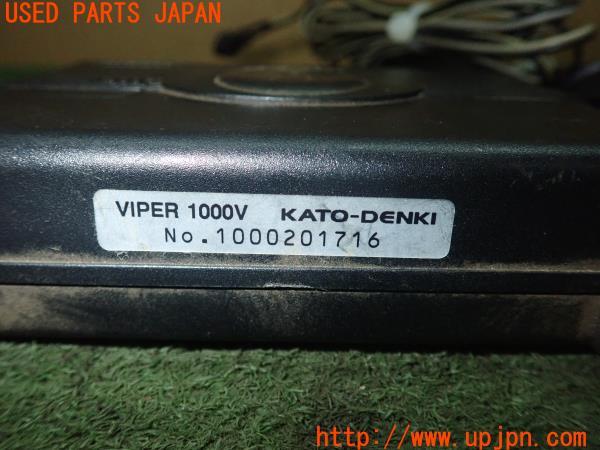 USED PARTS JAPAN
VIPER 1000V KATO-DENKI
No.1000201716
http://www.upjpn.com/